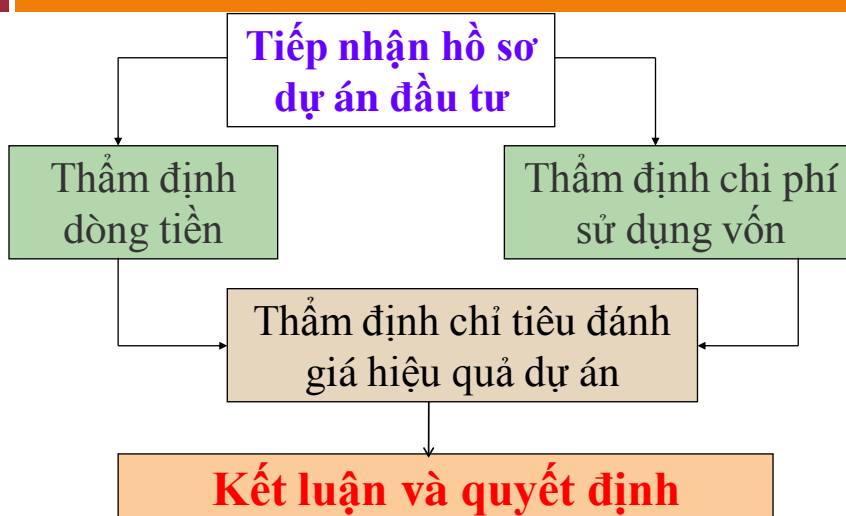 Tiếp nhận hồ sơ
dự án đầu tư
Thẩm định
dòng tiền
Thẩm định chi phí
sử dụng vốn
Thẩm định chỉ tiêu đánh
giá hiệu quả dự án
Kết luận và quyết định